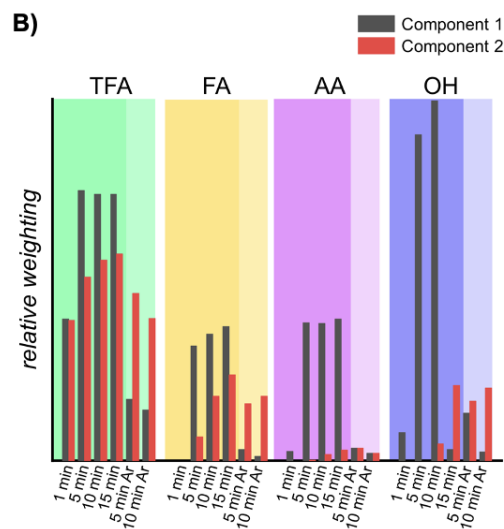 B)
Component 1
Component 2
TFA FA AA OH
relative weighting
1 min 5 min 10 min 15 min 5 min Ar 10 min Ar 1 min 5 min 10 min 15 min 5 min Ar 10 min Ar 1 min 5 min 10 min 15 min 5 min Ar 10 min Ar 1 min 5 min 10 min 15 min 5 min Ar 10 min Ar